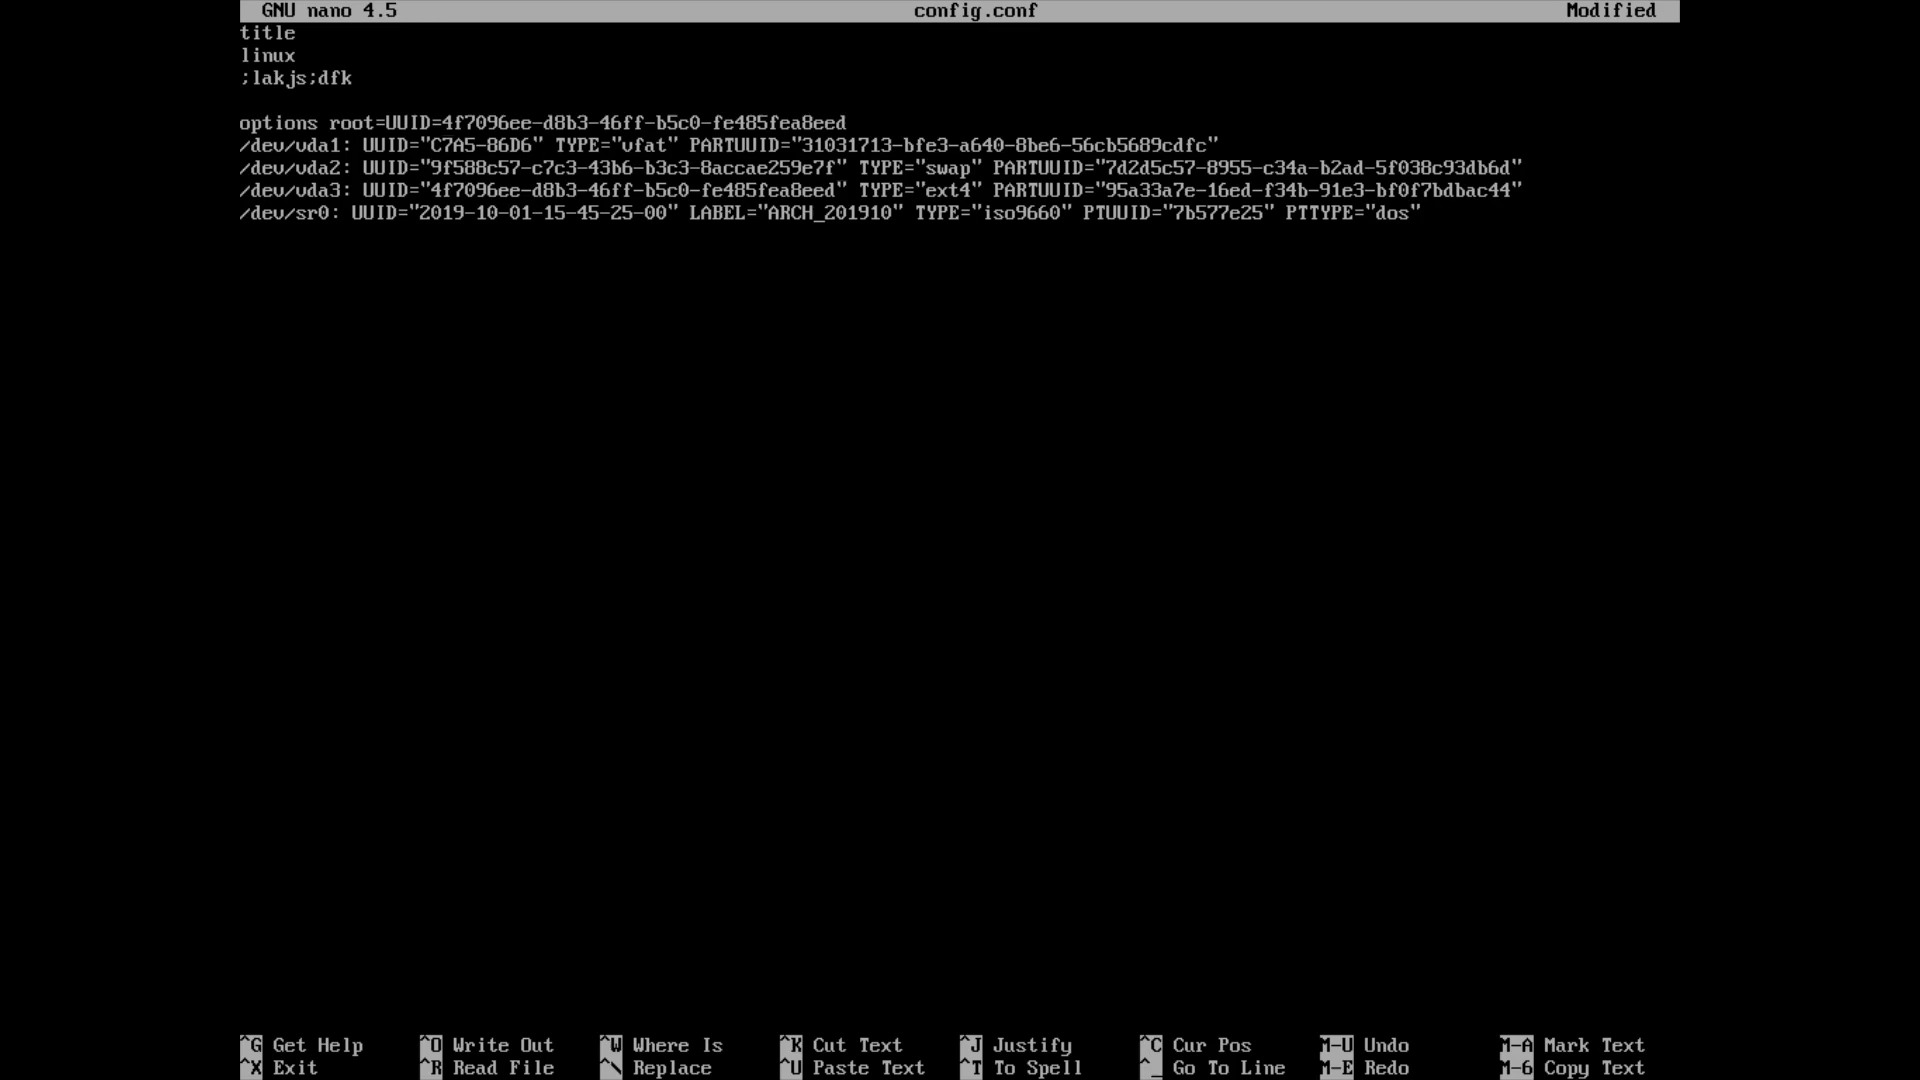 GNU nano 4.5 config.conf Modified
title
linux
;lakjs;dfk
options root=UUID=4f7096ee-d8b3-46ff-b5c0-fe485fea8eed
/dev/vda1: UUID="C7A5-86D6" TYPE="vfat" PARTUUID="31031713-bfe3-a640-8be6-56cb5689cdfc"
/dev/vda2: UUID="9f588c57-c7c3-43b6-b3c3-8accae259e7f" TYPE="swap" PARTUUID="7d2d5c57-8955-c34a-b2ad-5f038c93db6d"
/dev/vda3: UUID="4f7096ee-d8b3-46ff-b5c0-fe485fea8eed" TYPE="ext4" PARTUUID="95a33a7e-16ed-f34b-91e3-bf0f7bdbac44"
/dev/sr0: UUID="2019-10-01-15-45-25-00" LABEL="ARCH_201910" TYPE="iso9660" PTUUID="7b577e25" PTTYPE="dos"
^G Get Help ^O Write Out ^W Where Is ^K Cut Text ^J Justify ^C Cur Pos M-U Undo M-A Mark Text
^X Exit ^R Read File ^\ Replace ^U Paste Text ^T To Spell ^_ Go To Line M-E Redo M-6 Copy Text